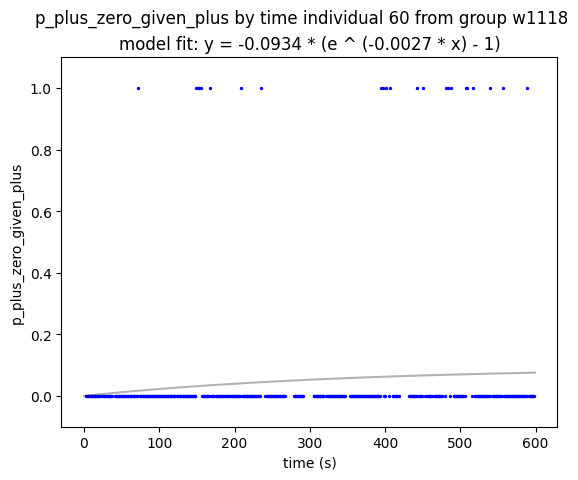 p_plus_zero_given_plus by time individual 60 from group w1118
model fit: y = -0.0934 * (e ^ (-0.0027 * x) - 1)
p_plus_zero_given_plus
1.0
0.8
0.6
0.4
0.2
0.0
0 100 200 300 400 500 600
time (s)